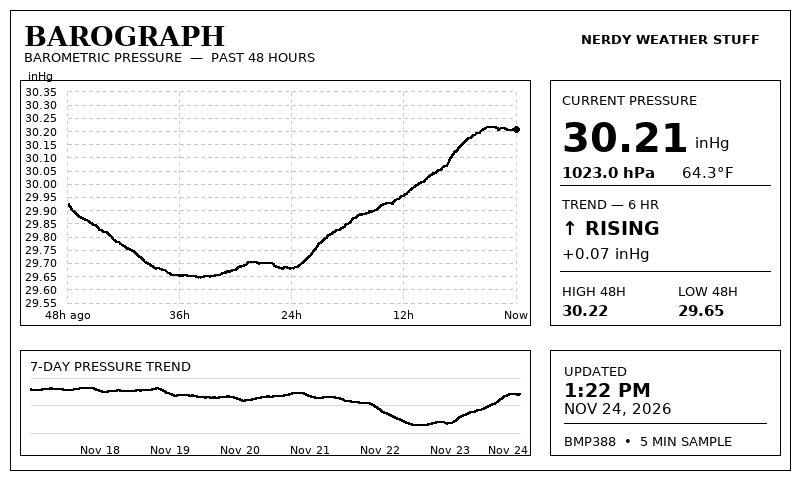 BAROGRAPH
BAROMETRIC PRESSURE — PAST 48 HOURS
NERDY WEATHER STUFF
inHg
30.35
30.30
30.25
30.20
30.15
30.10
30.05
30.00
29.95
29.90
29.85
29.80
29.75
29.70
29.65
29.60
29.55
48h ago 36h 24h 12h Now
CURRENT PRESSURE
30.21 inHg
1023.0 hPa 64.3°F
TREND — 6 HR
↑ RISING
+0.07 inHg
HIGH 48H LOW 48H
30.22 29.65
7-DAY PRESSURE TREND
Nov 18 Nov 19 Nov 20 Nov 21 Nov 22 Nov 23 Nov 24
UPDATED
1:22 PM
NOV 24, 2026
BMP388 • 5 MIN SAMPLE